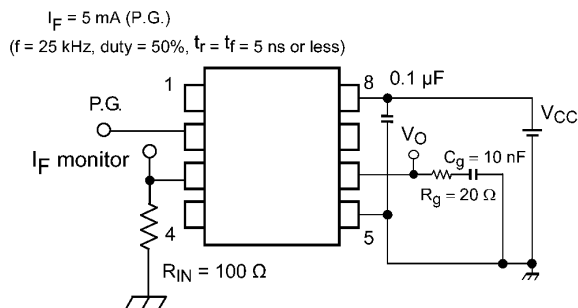 IF = 5 mA (P.G.)
(f = 25 kHz, duty = 50%, tr = tf = 5 ns or less)
1
8
0.1 μF
P.G.
VCC
VO
IF monitor
Cg = 10 nF
Rg = 20 Ω
4
5
RIN = 100 Ω